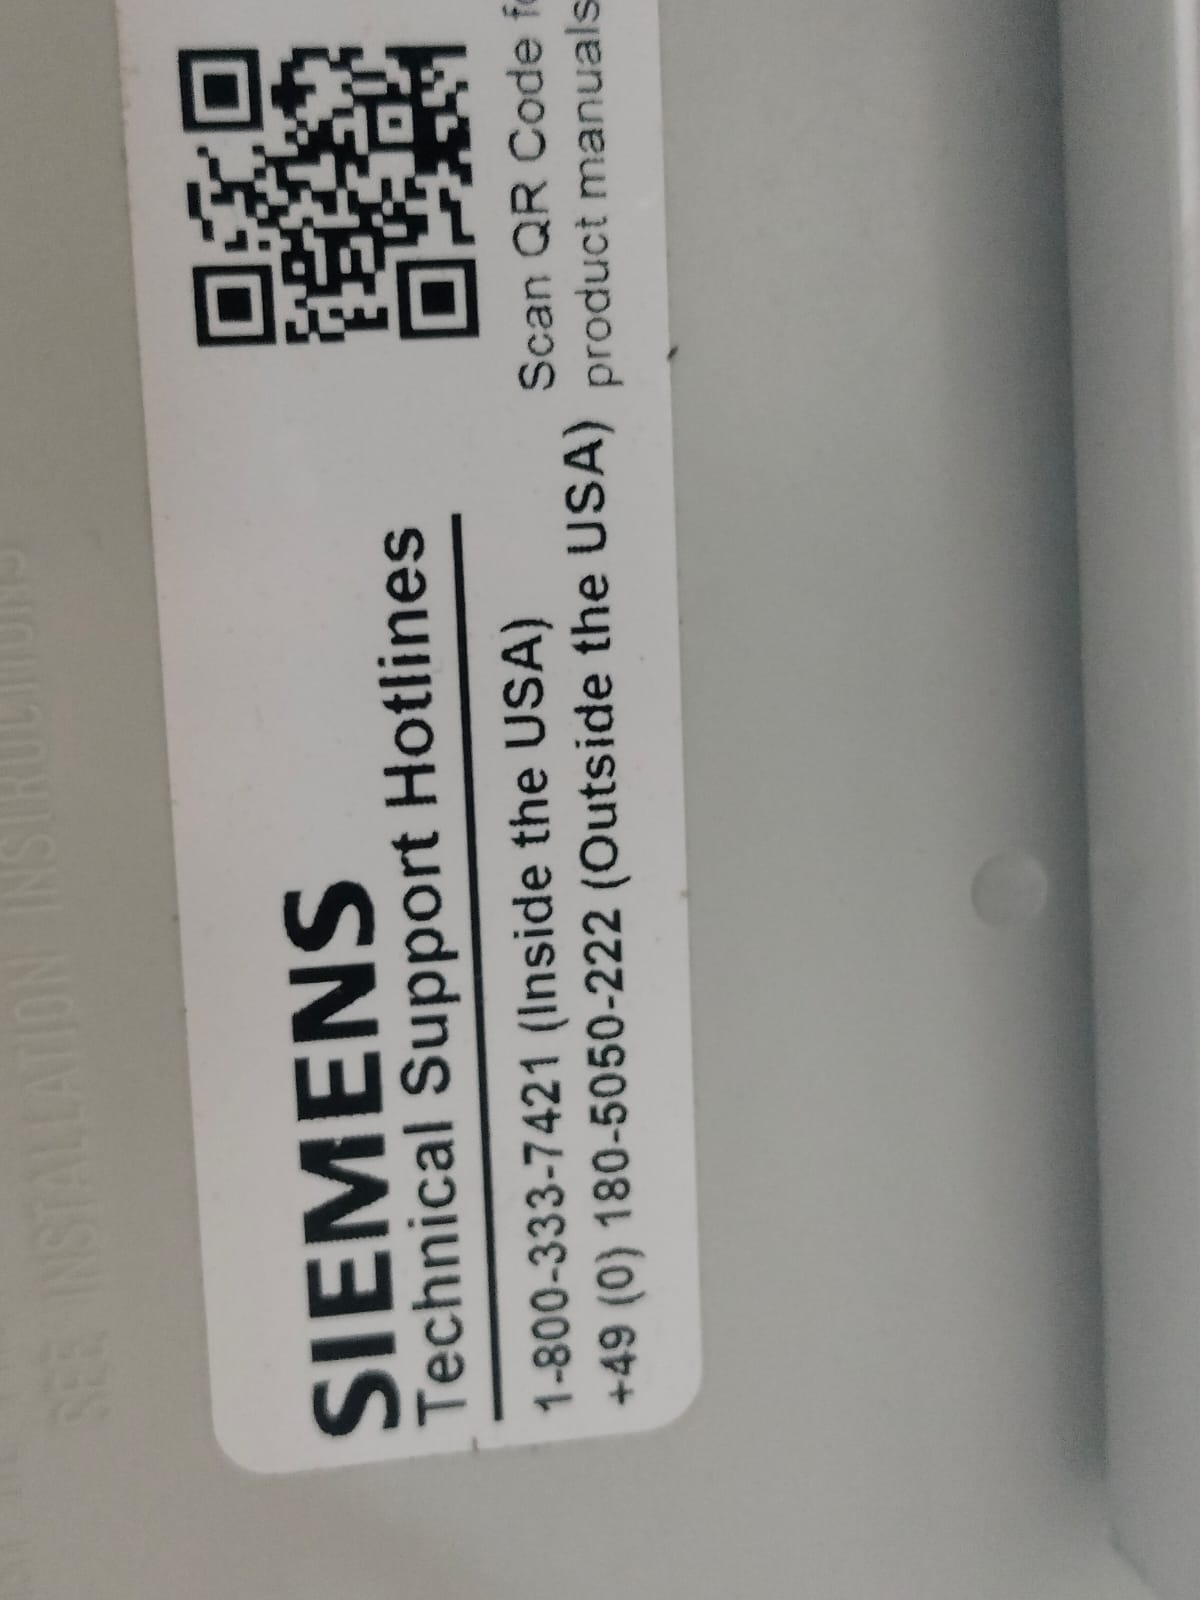 SIEMENS
Technical Support Hotlines
1-800-333-7421 (Inside the USA)
+49 (0) 180-5050-222 (Outside the USA)
Scan QR Code
product manuals
SEE INSTALLATION INSTRUCTIONS